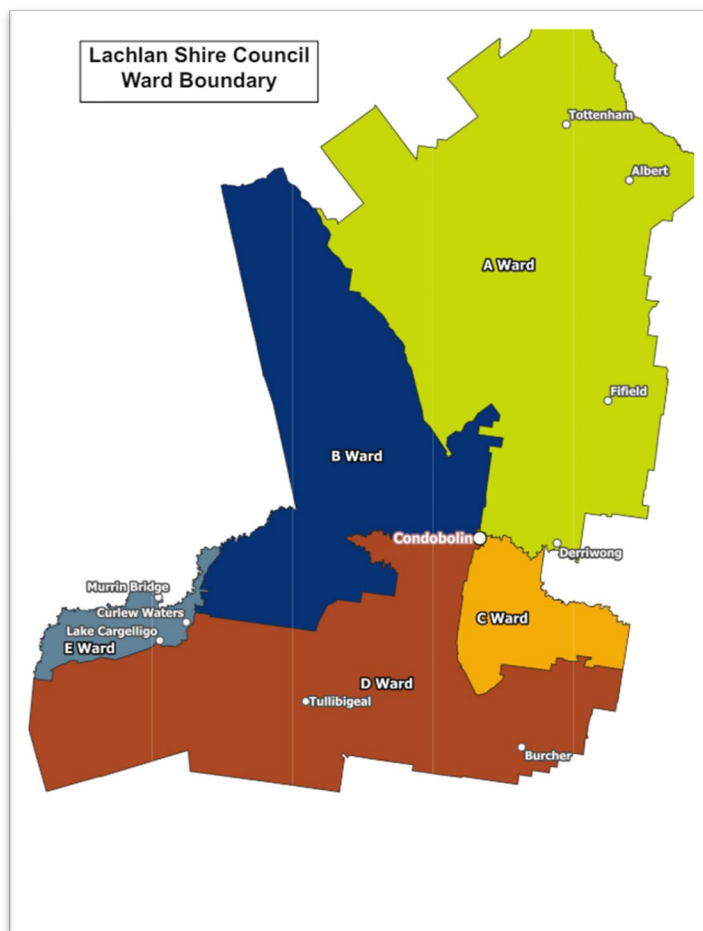 Lachlan Shire Council
Ward Boundary
Tottenham
Albert
A Ward
Fifield
B Ward
Condobolin
Derriwong
Murrin Bridge
Curlew Waters
C Ward
Lake Cargelligo
E Ward
D Ward
Tullibigeal
Burcher